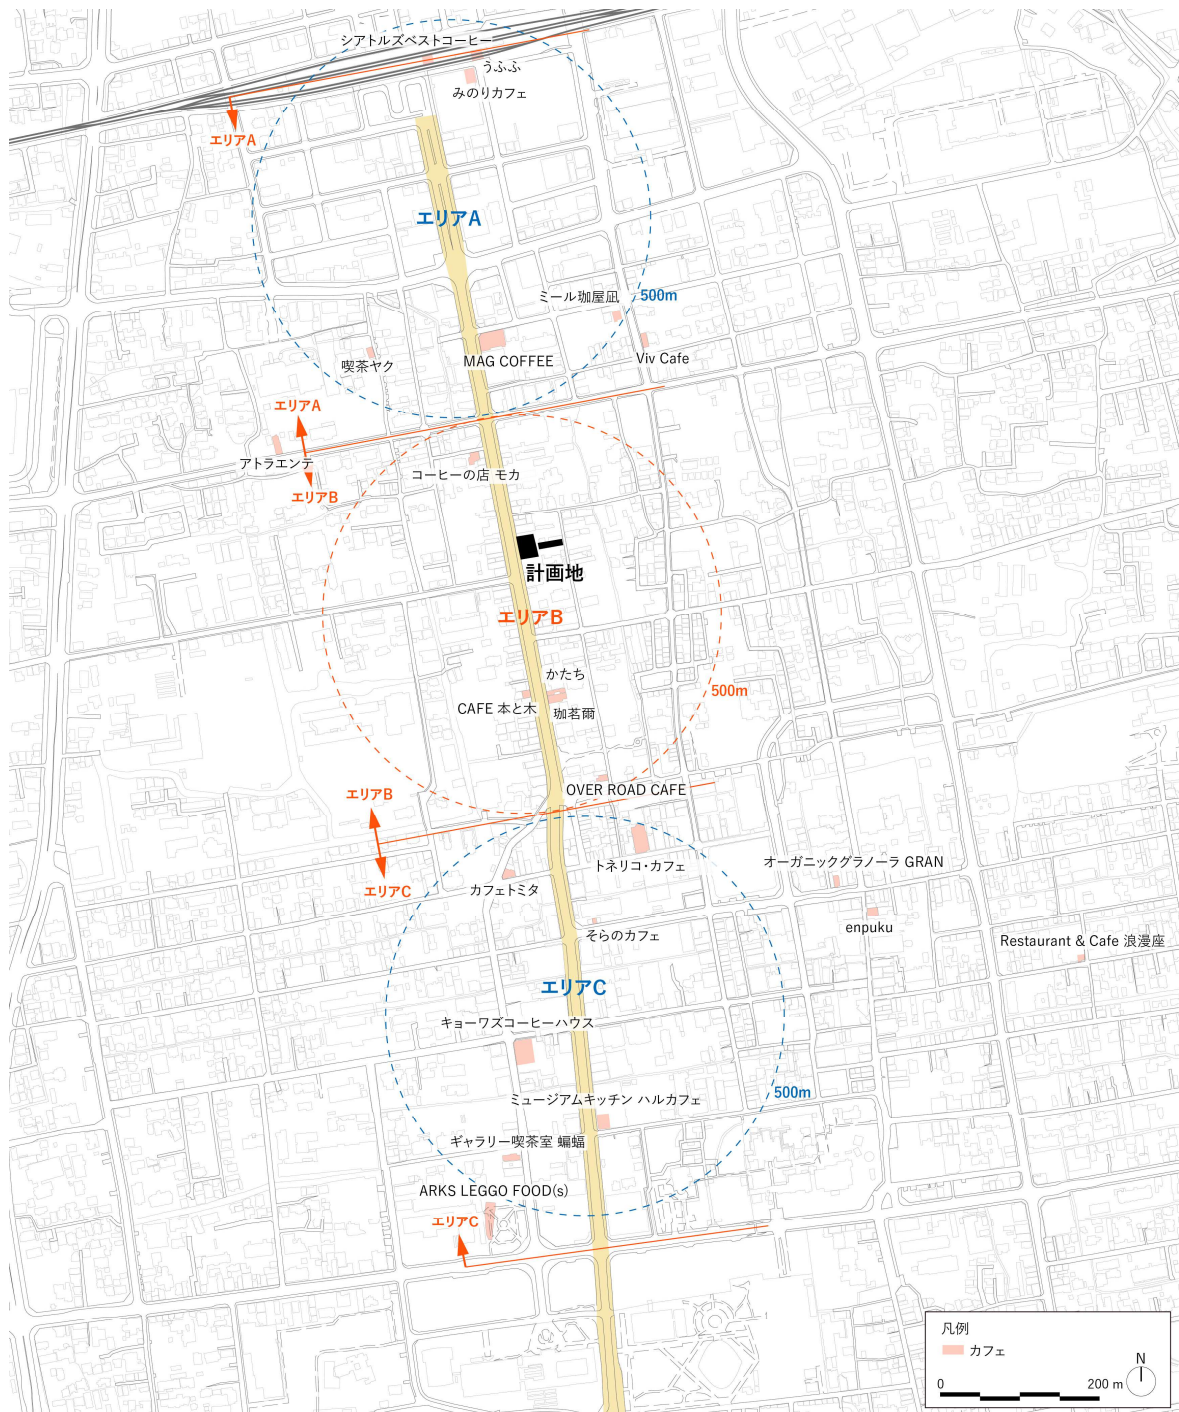 シアトルズベストコーヒー
うふふ
みのりカフェ
エリアA
エリアA
ミール珈屋凪
500m
MAG COFFEE
Viv Cafe
喫茶ヤク
エリアA
アトラエンテ
コーヒーの店 モカ
エリアB
計画地
エリアB
かたち
500m
CAFE 本と木
珈茗爾
OVER ROAD CAFE
エリアB
トネリコ・カフェ
オーガニックグラノーラ GRAN
エリアC
カフェトミタ
enpuku
そらのカフェ
Restaurant & Cafe 浪漫座
エリアC
キョーワズコーヒーハウス
500m
ミュージアムキッチン ハルカフェ
ギャラリー喫茶室 蝙蝠
ARKS LEGGO FOOD(s)
エリアC
凡例
カフェ
0
200 m
N